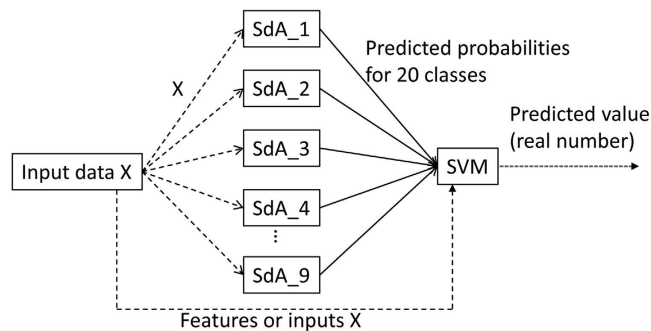 SdA_1
Predicted probabilities
for 20 classes
X
SdA_2
Predicted value
(real number)
SdA_3
Input data X
SVM
SdA_4
...
SdA_9
Features or inputs X